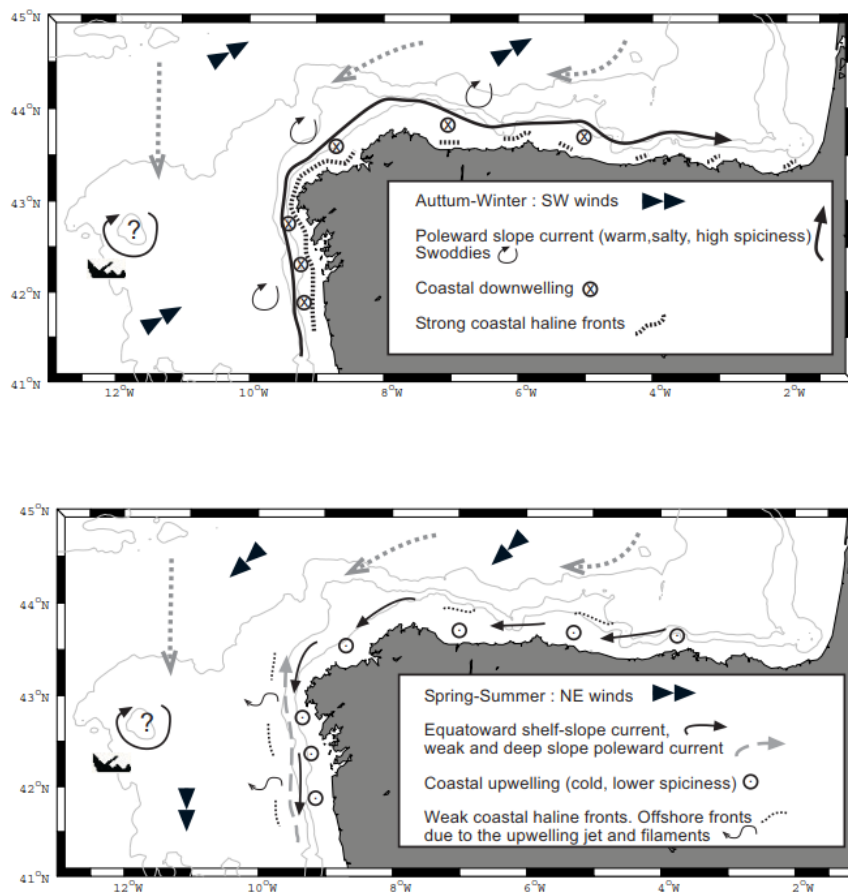 45°N
44°N
43°N
42°N
41°N
?
Auttum-Winter : SW winds
Poleward slope current (warm,salty, high spiciness)
Swoddies
Coastal downwelling
Strong coastal haline fronts
12°W 10°W 8°W 6°W 4°W 2°W
45°N
44°N
43°N
42°N
41°N
?
Spring-Summer : NE winds
Equatoward shelf-slope current,
weak and deep slope poleward current
Coastal upwelling (cold, lower spiciness)
Weak coastal haline fronts. Offshore fronts
due to the upwelling jet and filaments
12°W 10°W 8°W 6°W 4°W 2°W